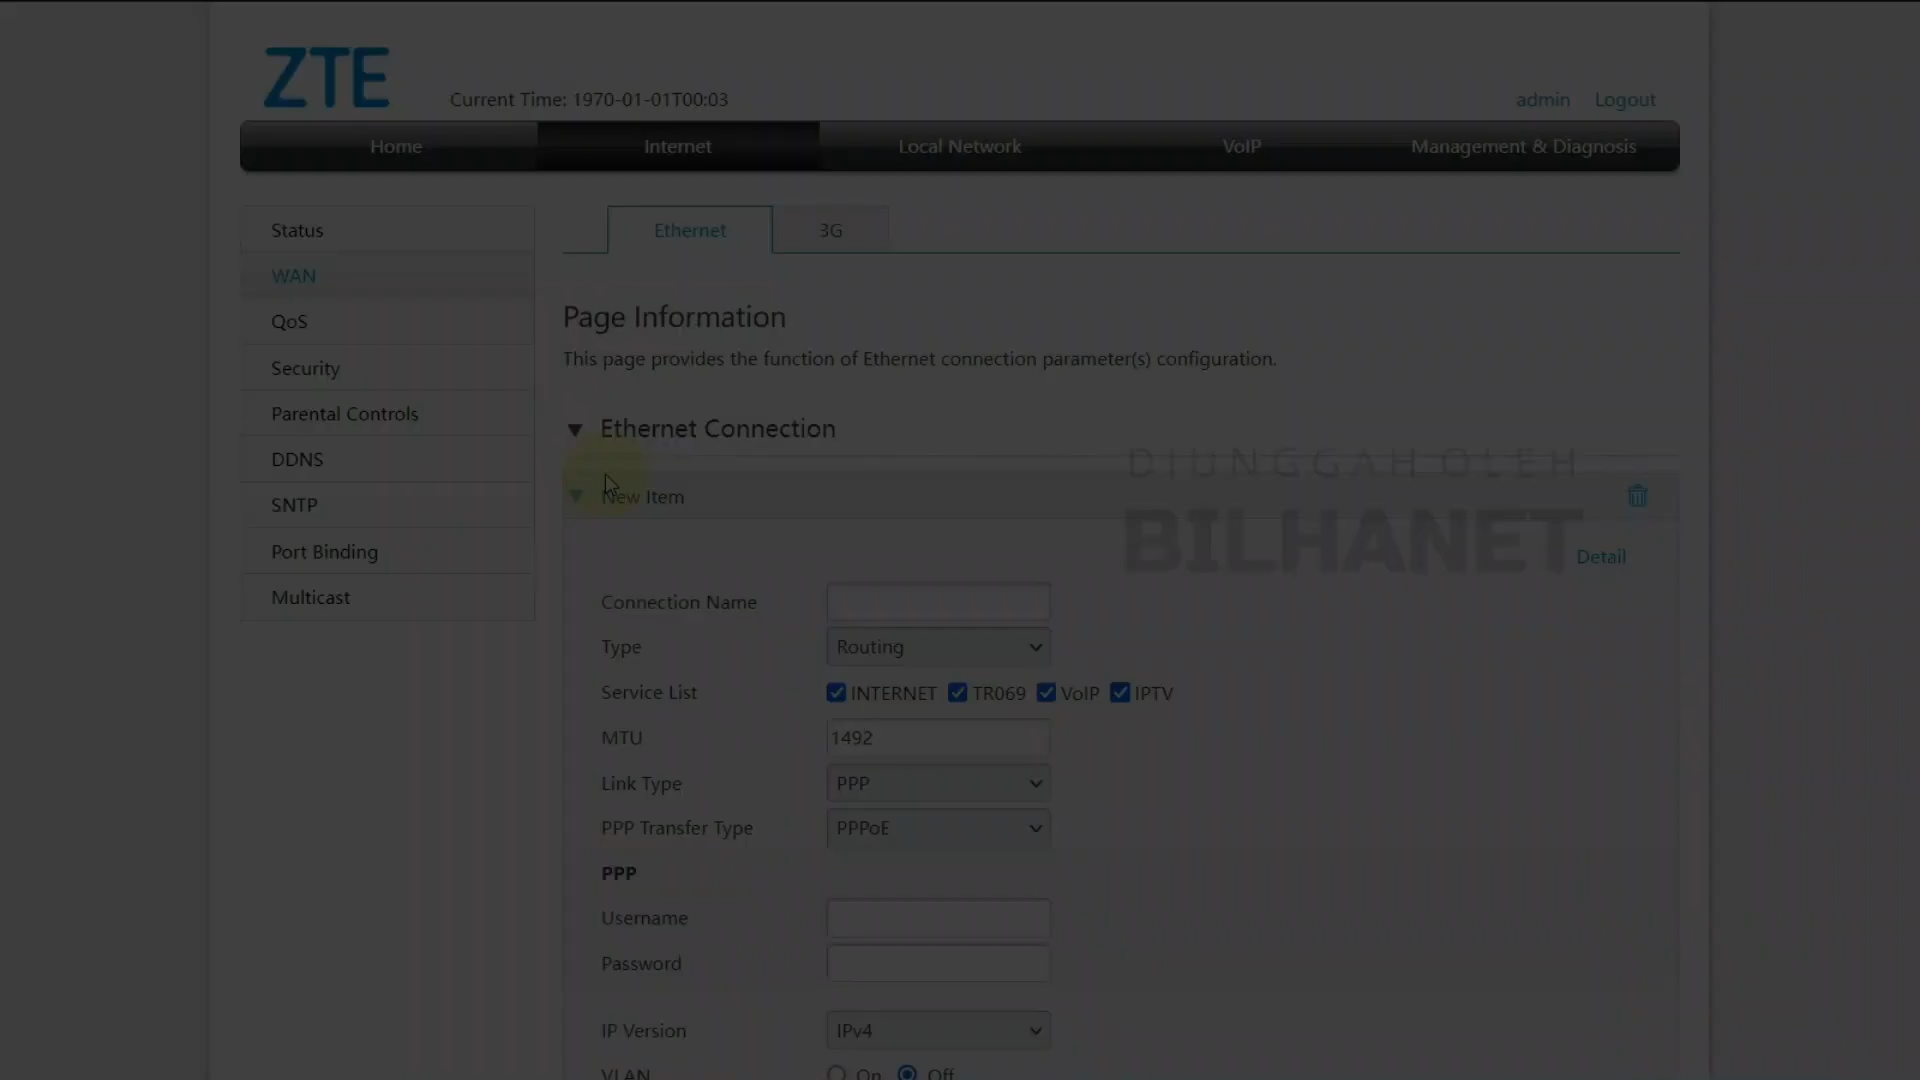 ZTE
Current Time: 1970-01-01T00:03
admin Logout
Home Internet Local Network VoIP Management & Diagnosis
Status
WAN
QoS
Security
Parental Controls
DDNS
SNTP
Port Binding
Multicast
Ethernet 3G
Page Information
This page provides the function of Ethernet connection parameter(s) configuration.
Ethernet Connection
DIUNGGAH OLEH
BILHANET
New Item
Detail
Connection Name
Type Routing
Service List INTERNET TR069 VoIP IPTV
MTU 1492
Link Type PPP
PPP Transfer Type PPPoE
PPP
Username
Password
IP Version IPv4
VLAN On Off